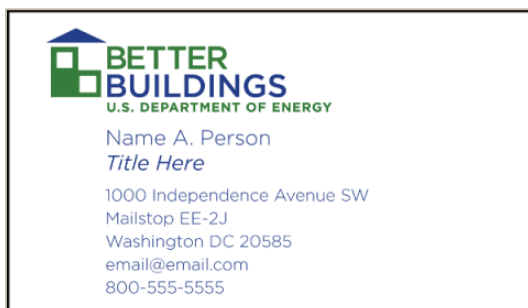 BETTER
BUILDINGS
U.S. DEPARTMENT OF ENERGY
Name A. Person
Title Here
1000 Independence Avenue SW
Mailstop EE-2J
Washington DC 20585
email@email.com
800-555-5555